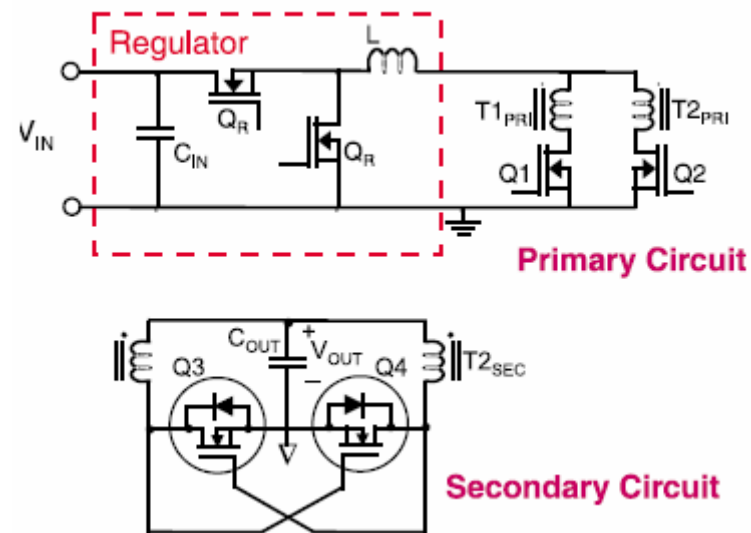 Regulator
L
T1PRI
T2PRI
QR
VIN
CIN
QR
Q1
Q2
Primary Circuit
COUT
+
VOUT
−
Q3
Q4
T2SEC
Secondary Circuit